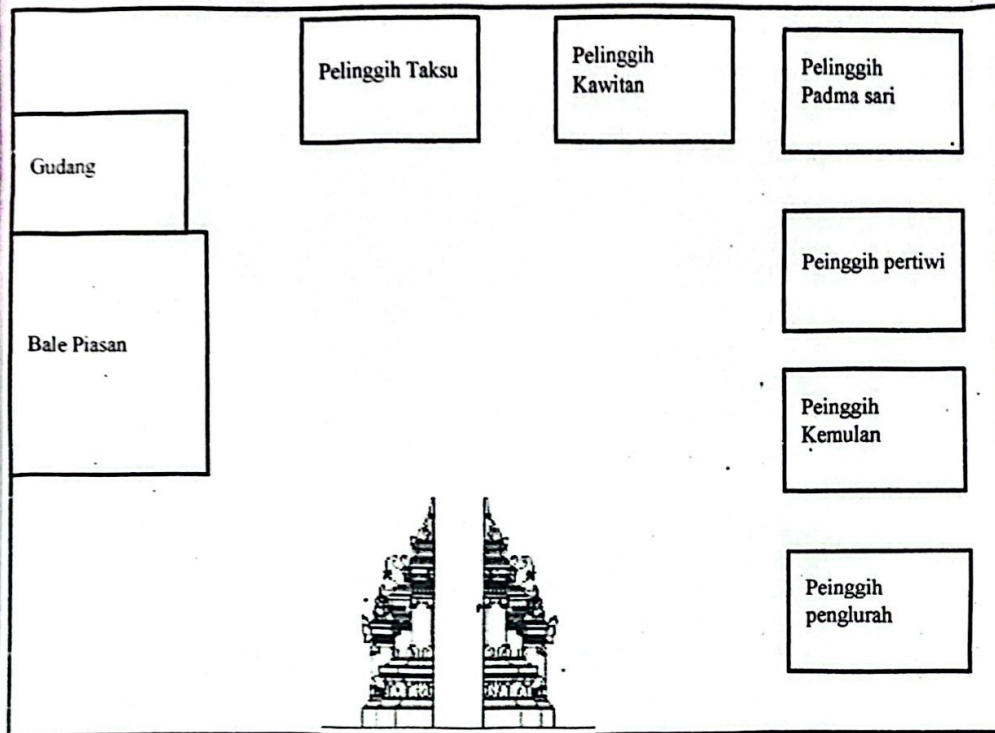 Pelinggih Taksu
Pelinggih
Kawitan
Pelinggih
Padma sari
Gudang
Peinggih pertiwi
Bale Piasan
Peinggih
Kemulan
Peinggih
penglurah